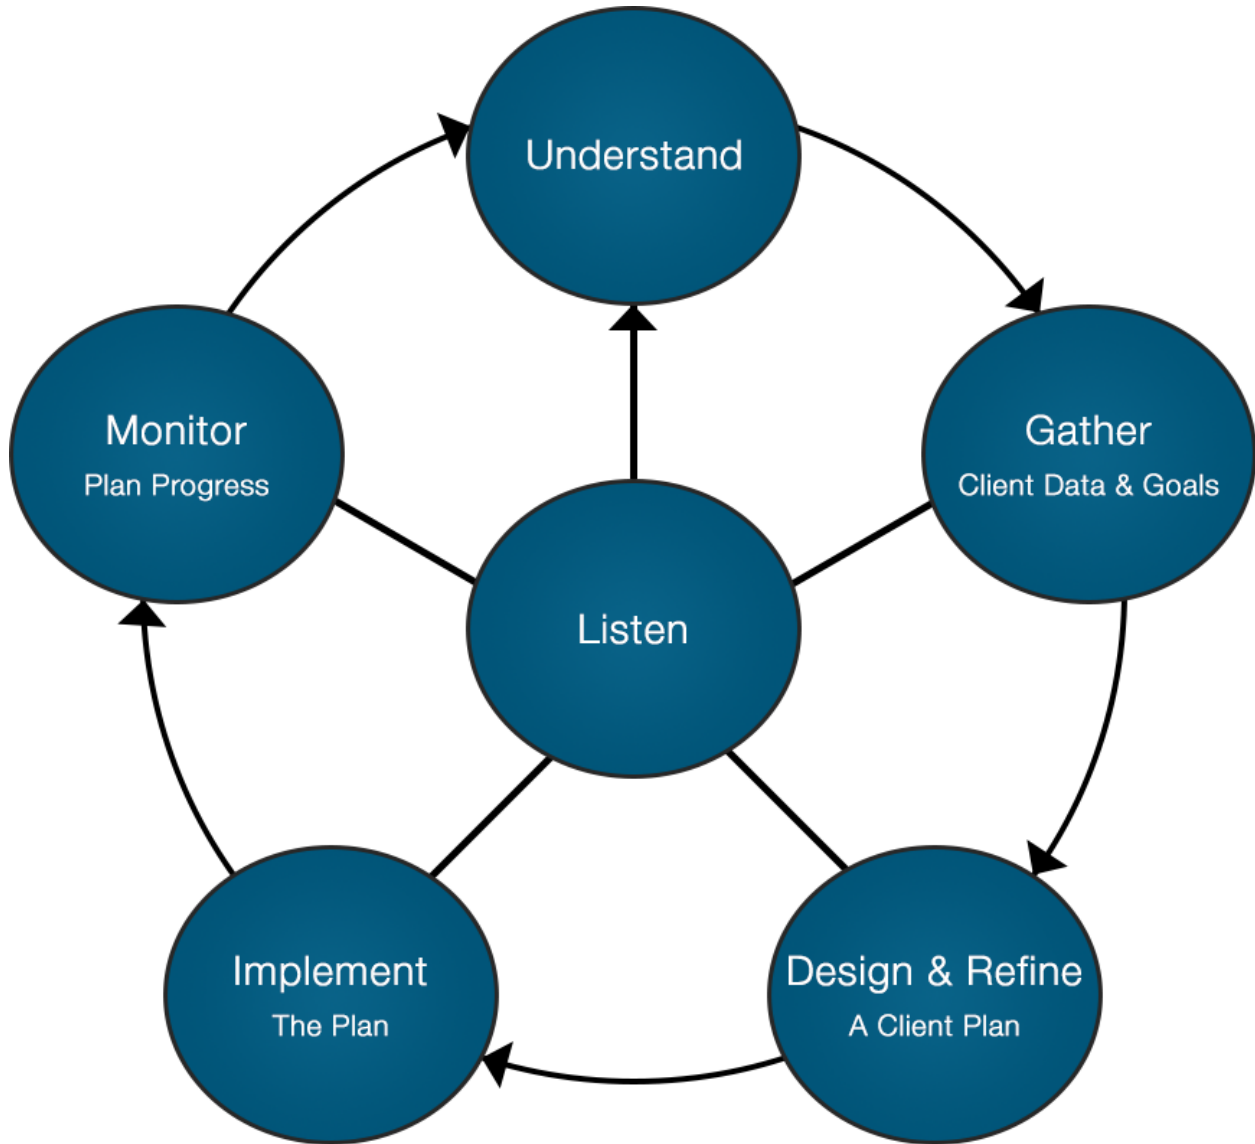 Understand
Gather
Client Data & Goals
Design & Refine
A Client Plan
Implement
The Plan
Monitor
Plan Progress
Listen